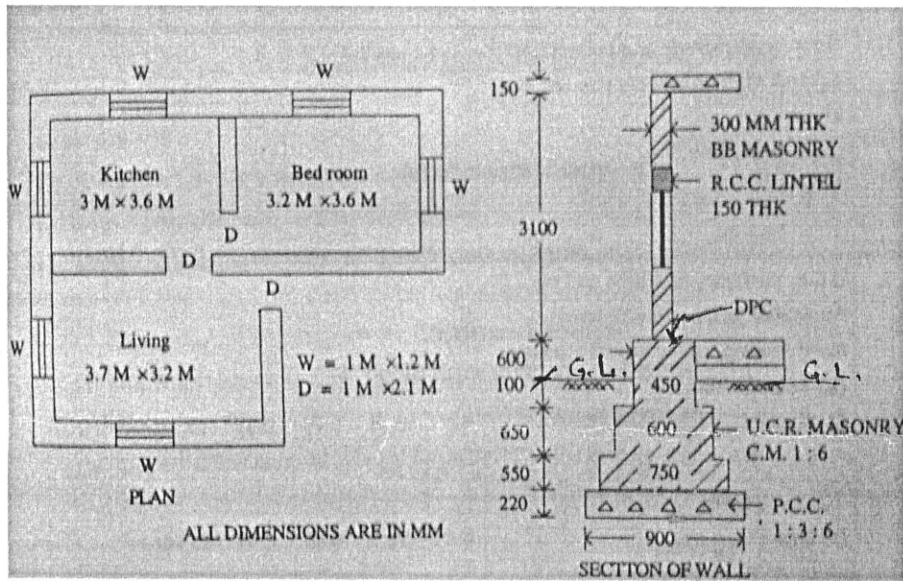 W
W
Kitchen
3 M × 3.6 M
Bed room
3.2 M × 3.6 M
W
W
D
D
D
Living
3.7 M × 3.2 M
W
W = 1 M × 1.2 M
D = 1 M × 2.1 M
W
PLAN
ALL DIMENSIONS ARE IN MM
150
300 MM THK
BB MASONRY
R.C.C. LINTEL
150 THK
3100
DPC
600
G.L.
G.L.
100
450
650
600
U.C.R. MASONRY
C.M. 1 : 6
550
750
220
P.C.C.
1 : 3 : 6
900
SECTTON OF WALL